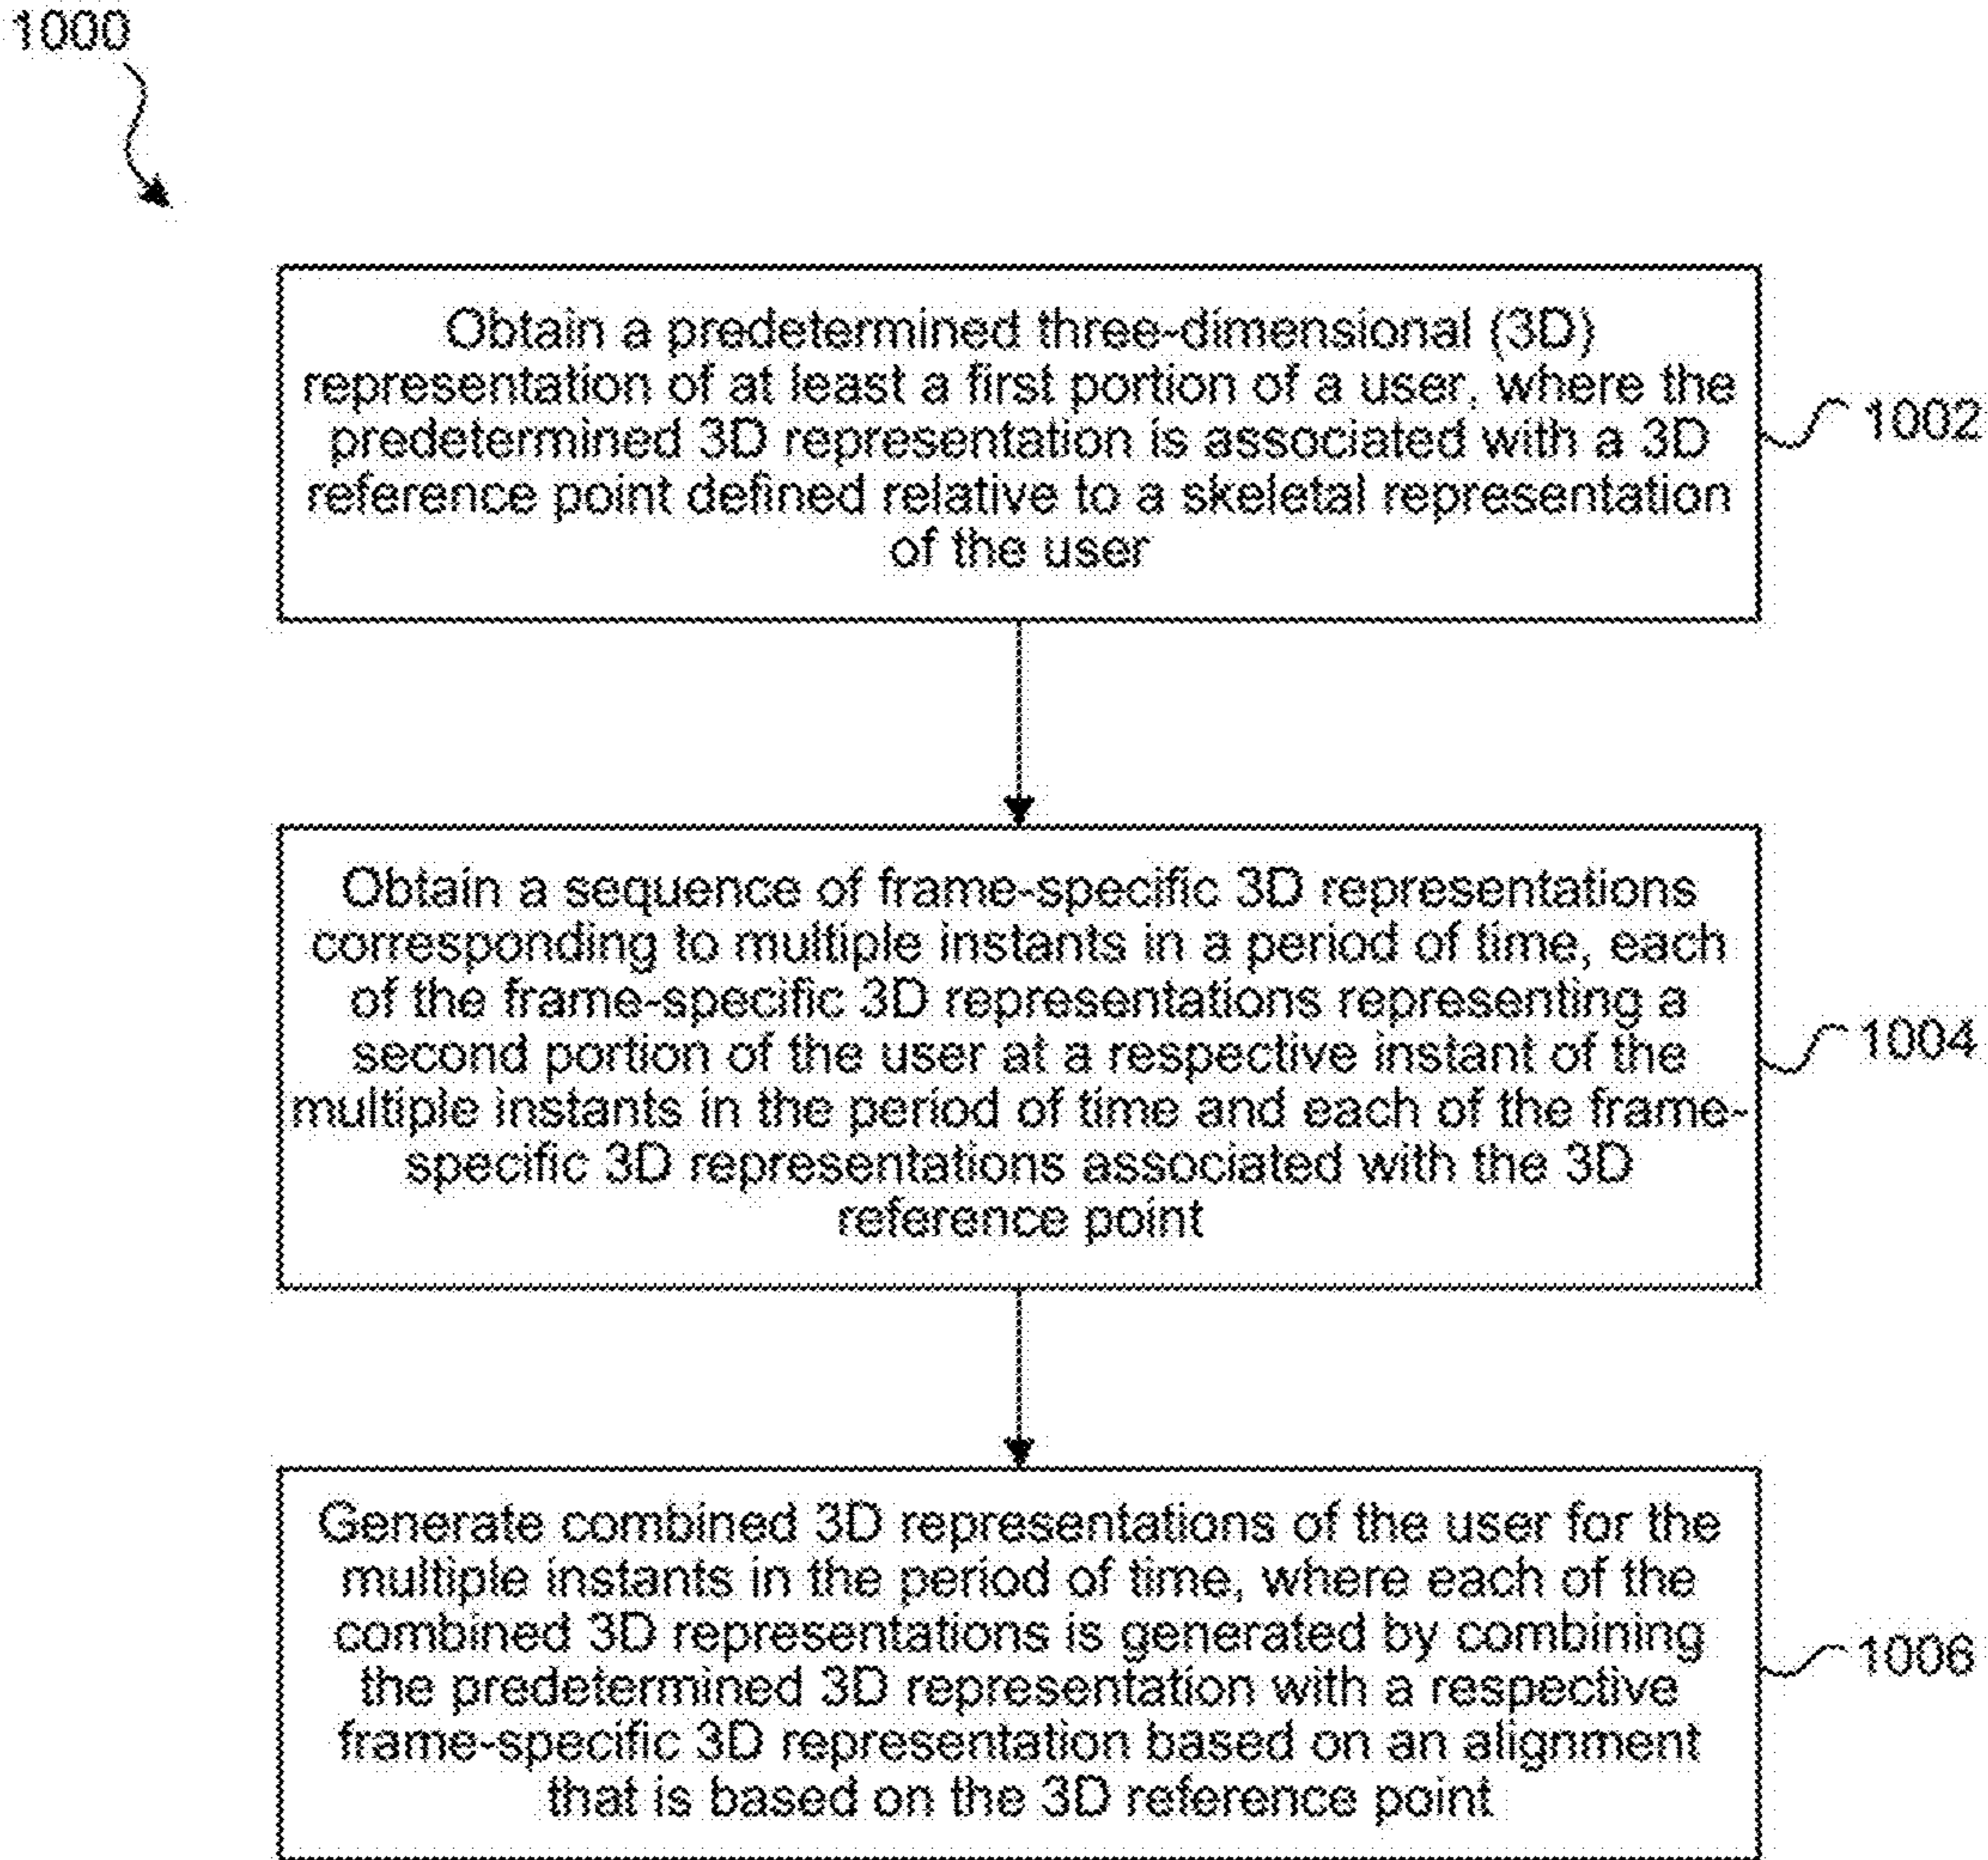 1000
Obtain a predetermined three-dimensional (3D)
representation of at least a first portion of a user, where the
predetermined 3D representation is associated with a 3D
reference point defined relative to a skeletal representation
of the user
1002
Obtain a sequence of frame-specific 3D representations
corresponding to multiple instants in a period of time, each
of the frame-specific 3D representations representing a
second portion of the user at a respective instant of the
multiple instants in the period of time and each of the frame-
specific 3D representations associated with the 3D
reference point
1004
Generate combined 3D representations of the user for the
multiple instants in the period of time, where each of the
combined 3D representations is generated by combining
the predetermined 3D representation with a respective
frame-specific 3D representation based on an alignment
that is based on the 3D reference point
1006